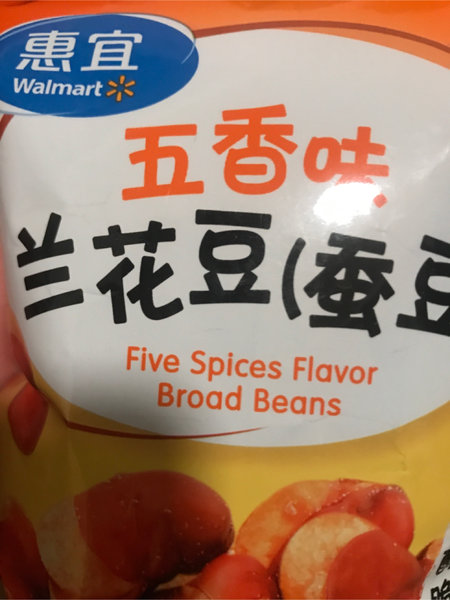 惠宜
Walmart
五香味
兰花豆(蚕豆
Five Spices Flavor
Broad Beans